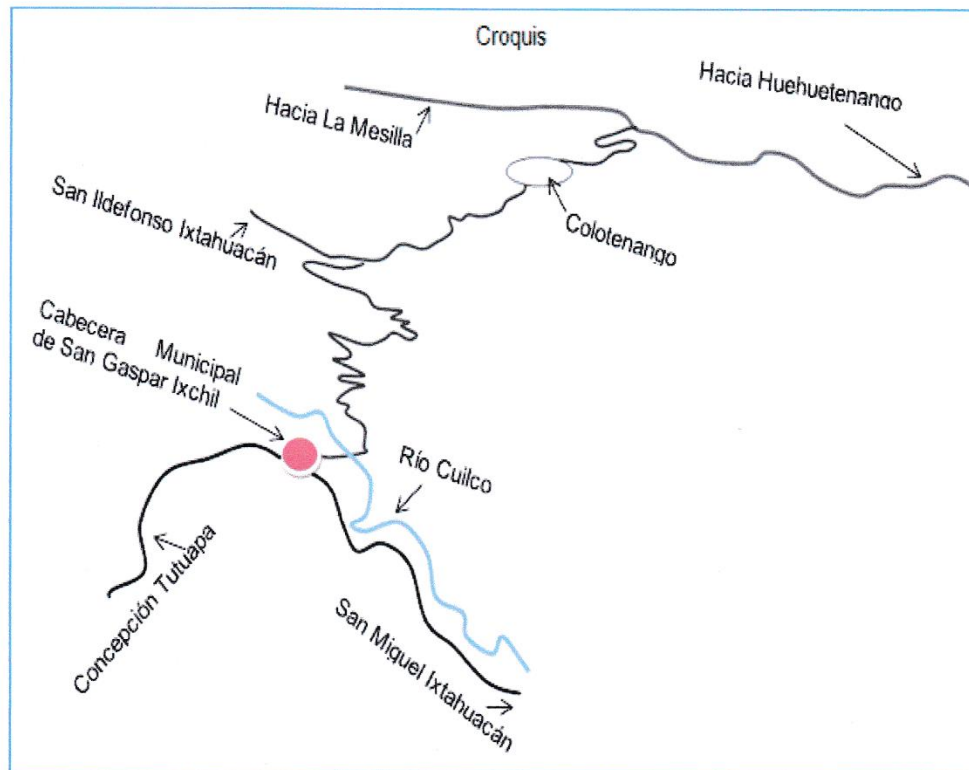 Croquis
Hacia Huehuetenango
Hacia La Mesilla
San Ildefonso Ixtahuacán
Colotenango
Cabecera Municipal
de San Gaspar Ixchil
Río Cuilco
Concepción Tutuapa
San Miguel Ixtahuacán